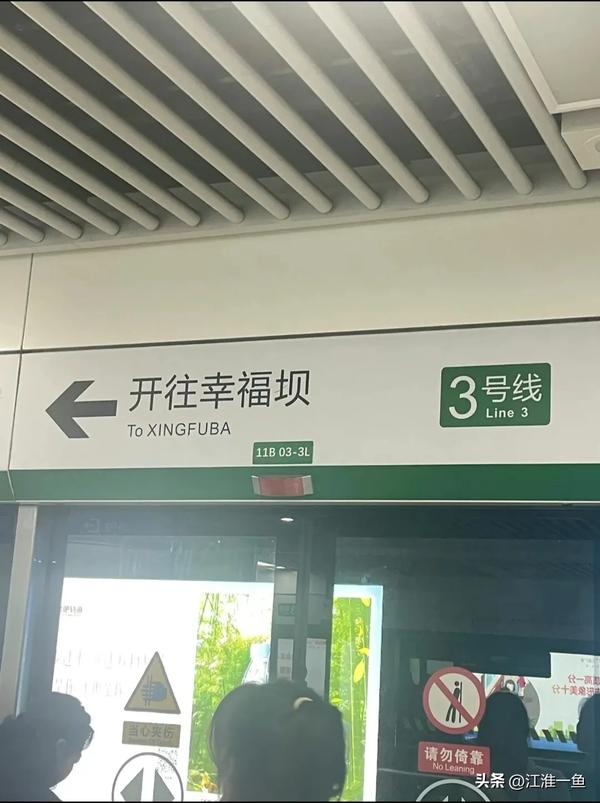 开往幸福坝
To XINGFUBA
3号线
Line 3
11B 03-3L
当心夹伤
请勿倚靠
No Leaning
头条 @江淮一鱼